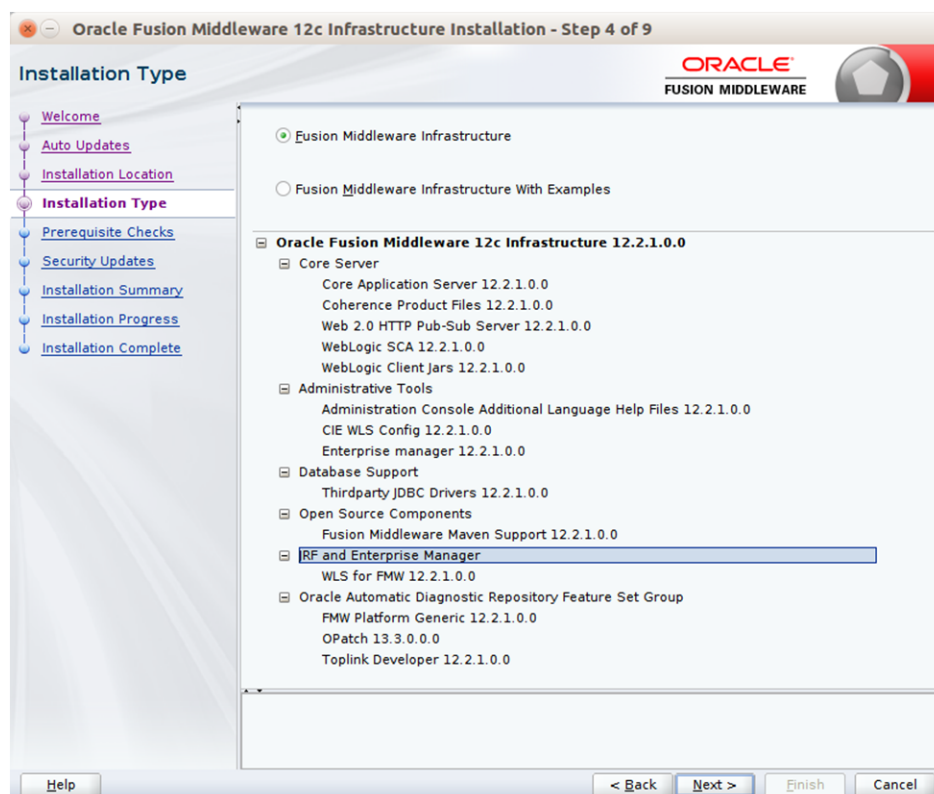 Oracle Fusion Middleware 12c Infrastructure Installation - Step 4 of 9
Installation Type
ORACLE
FUSION MIDDLEWARE
Welcome
Auto Updates
Installation Location
Installation Type
Prerequisite Checks
Security Updates
Installation Summary
Installation Progress
Installation Complete
Fusion Middleware Infrastructure
Fusion Middleware Infrastructure With Examples
Oracle Fusion Middleware 12c Infrastructure 12.2.1.0.0
Core Server
Core Application Server 12.2.1.0.0
Coherence Product Files 12.2.1.0.0
Web 2.0 HTTP Pub-Sub Server 12.2.1.0.0
WebLogic SCA 12.2.1.0.0
WebLogic Client Jars 12.2.1.0.0
Administrative Tools
Administration Console Additional Language Help Files 12.2.1.0.0
CIE WLS Config 12.2.1.0.0
Enterprise manager 12.2.1.0.0
Database Support
Thirdparty JDBC Drivers 12.2.1.0.0
Open Source Components
Fusion Middleware Maven Support 12.2.1.0.0
JRF and Enterprise Manager
WLS for FMW 12.2.1.0.0
Oracle Automatic Diagnostic Repository Feature Set Group
FMW Platform Generic 12.2.1.0.0
OPatch 13.3.0.0.0
Toplink Developer 12.2.1.0.0
Help
< Back
Next >
Finish
Cancel